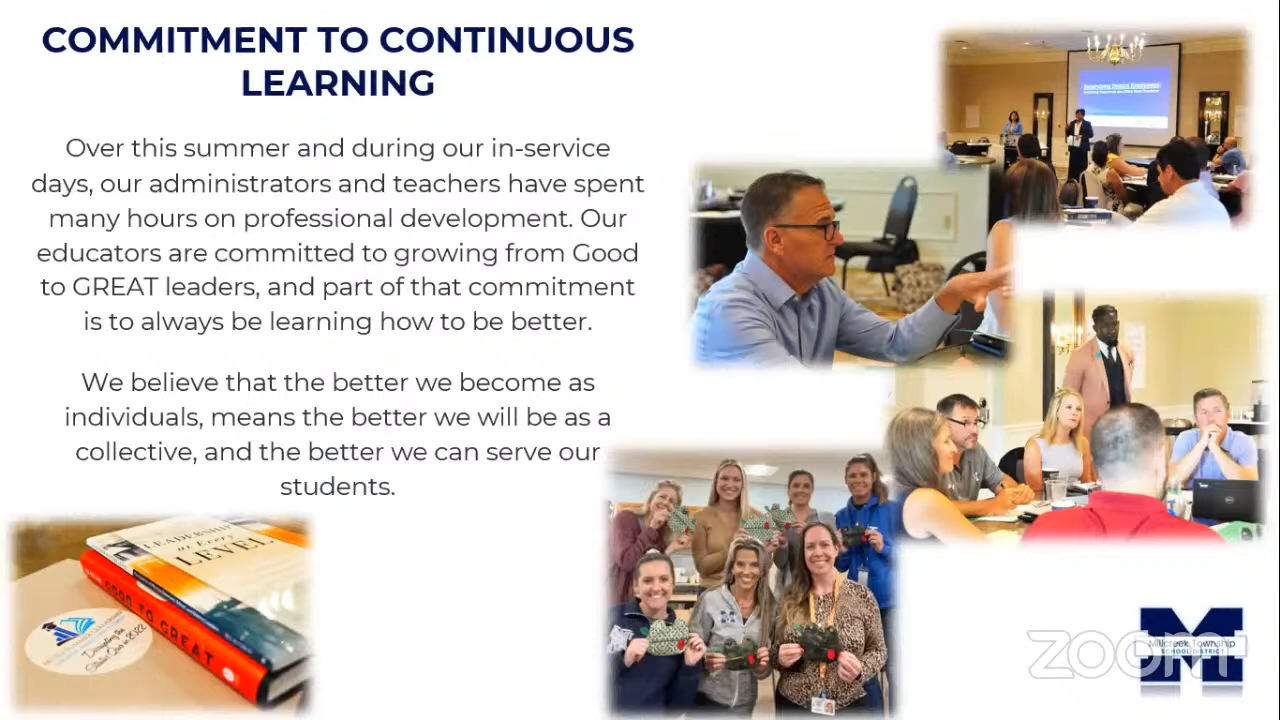 COMMITMENT TO CONTINUOUS
LEARNING
Over this summer and during our in-service
days, our administrators and teachers have spent
many hours on professional development. Our
educators are committed to growing from Good
to GREAT leaders, and part of that commitment
is to always be learning how to be better.
We believe that the better we become as
individuals, means the better we will be as a
collective, and the better we can serve our
students.
LEADERSHIP
at Every
LEVEL
GOOD TO GREAT
zoom
Millcreek Township
SCHOOL DISTRICT